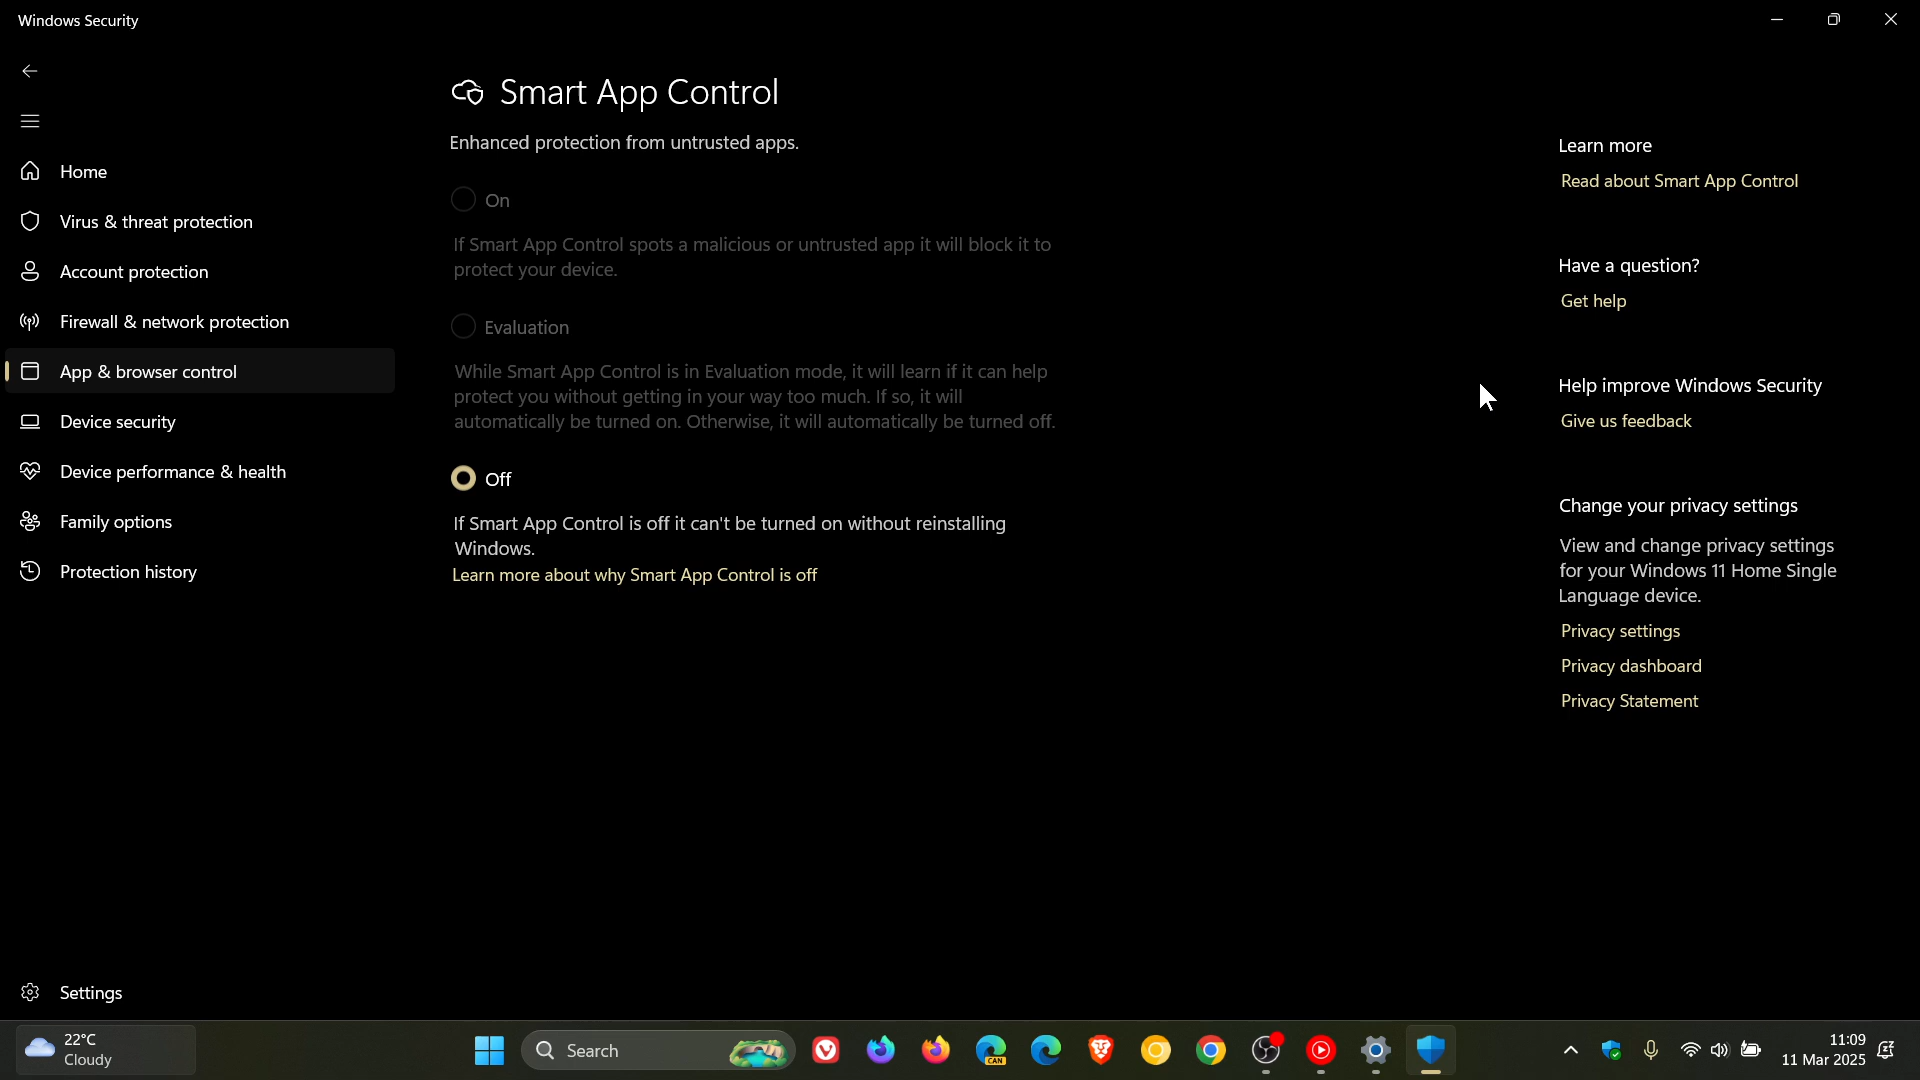 Windows Security
Home
Virus & threat protection
Account protection
Firewall & network protection
App & browser control
Device security
Device performance & health
Family options
Protection history
Settings
Smart App Control
Enhanced protection from untrusted apps.
On
If Smart App Control spots a malicious or untrusted app it will block it to
protect your device.
Evaluation
While Smart App Control is in Evaluation mode, it will learn if it can help
protect you without getting in your way too much. If so, it will
automatically be turned on. Otherwise, it will automatically be turned off.
Off
If Smart App Control is off it can't be turned on without reinstalling
Windows.
Learn more about why Smart App Control is off
Learn more
Read about Smart App Control
Have a question?
Get help
Help improve Windows Security
Give us feedback
Change your privacy settings
View and change privacy settings
for your Windows 11 Home Single
Language device.
Privacy settings
Privacy dashboard
Privacy Statement
22°C
Cloudy
Search
CAN
11:09
11 Mar 2025